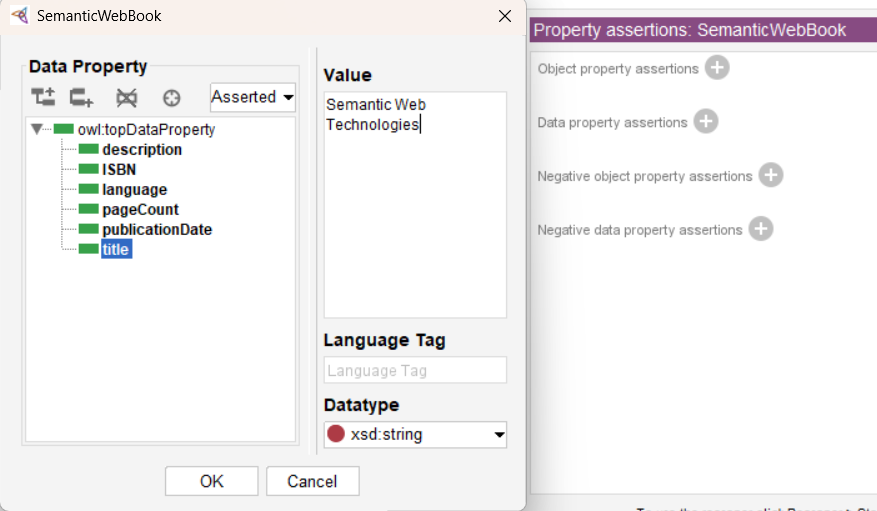 SemanticWebBook
Data Property
Asserted
owl:topDataProperty
description
ISBN
language
pageCount
publicationDate
title
Value
Semantic Web
Technologies
Language Tag
Language Tag
Datatype
xsd:string
OK
Cancel
Property assertions: SemanticWebBook
Object property assertions
Data property assertions
Negative object property assertions
Negative data property assertions